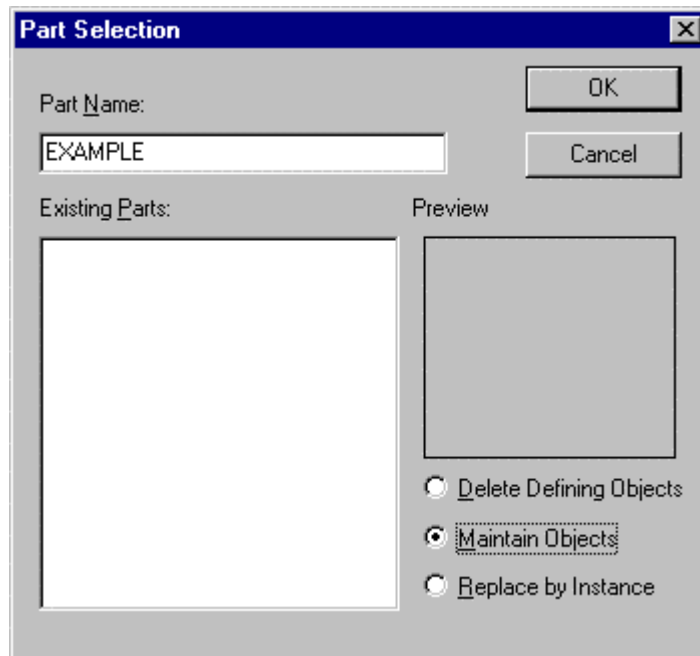 Part Selection
Part Name:
OK
EXAMPLE
Cancel
Existing Parts:
Preview
Delete Defining Objects
Maintain Objects
Replace by Instance